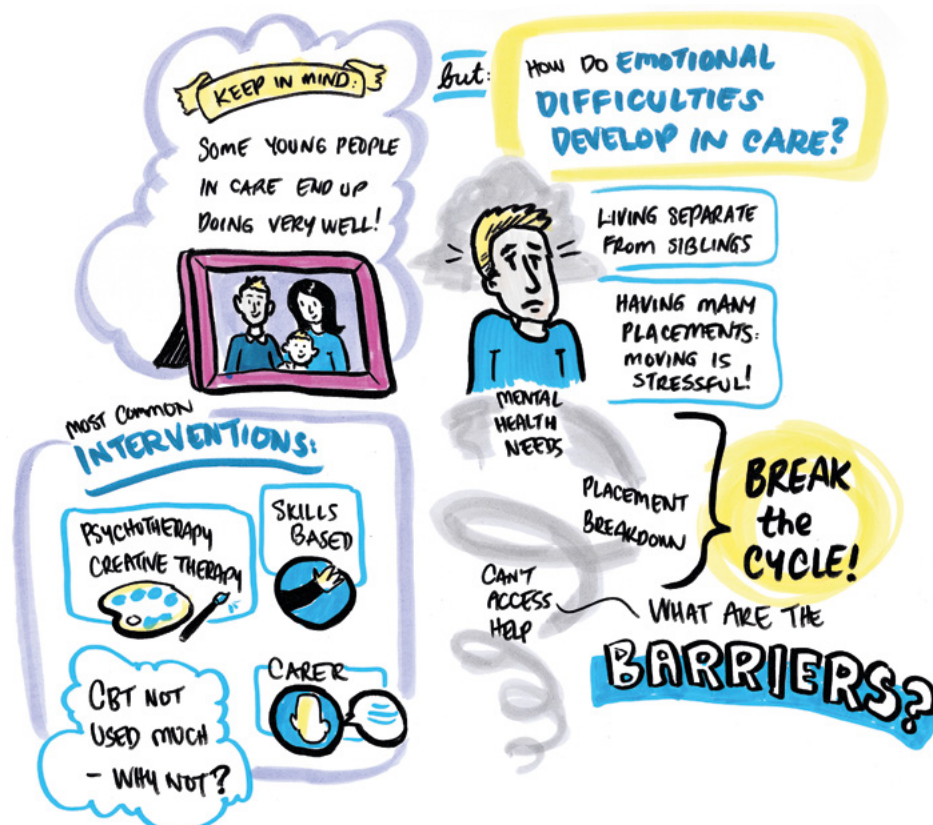 KEEP IN MIND:
SOME YOUNG PEOPLE
IN CARE END UP
DOING VERY WELL!
but:
HOW DO EMOTIONAL
DIFFICULTIES
DEVELOP IN CARE?
LIVING SEPARATE
FROM SIBLINGS
HAVING MANY
PLACEMENTS:
MOVING IS
STRESSFUL!
MENTAL
HEALTH
NEEDS
PLACEMENT
BREAKDOWN
CAN'T
ACCESS
HELP
BREAK
the
CYCLE!
WHAT ARE THE
BARRIERS?
MOST COMMON
INTERVENTIONS:
PSYCHOTHERAPY
CREATIVE THERAPY
SKILLS
BASED
CBT NOT
USED MUCH
- WHY NOT?
CARER